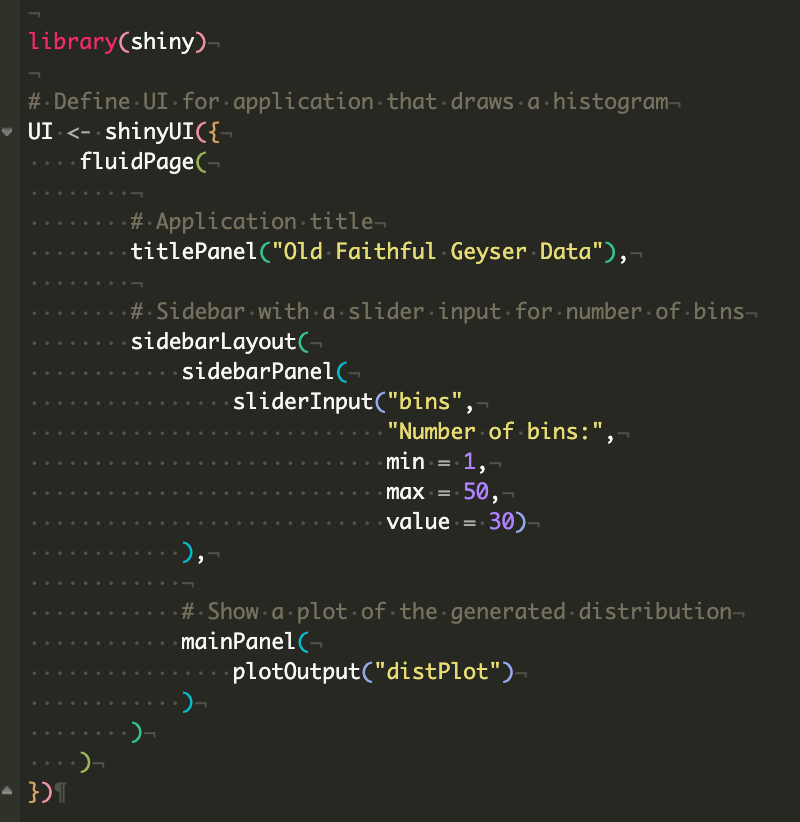 library(shiny)
# Define UI for application that draws a histogram
UI <- shinyUI({
    fluidPage(
        # Application title
        titlePanel("Old Faithful Geyser Data"),
        # Sidebar with a slider input for number of bins
        sidebarLayout(
            sidebarPanel(
                sliderInput("bins",
                            "Number of bins:",
                            min = 1,
                            max = 50,
                            value = 30)
            ),
            # Show a plot of the generated distribution
            mainPanel(
                plotOutput("distPlot")
            )
        )
    )
})